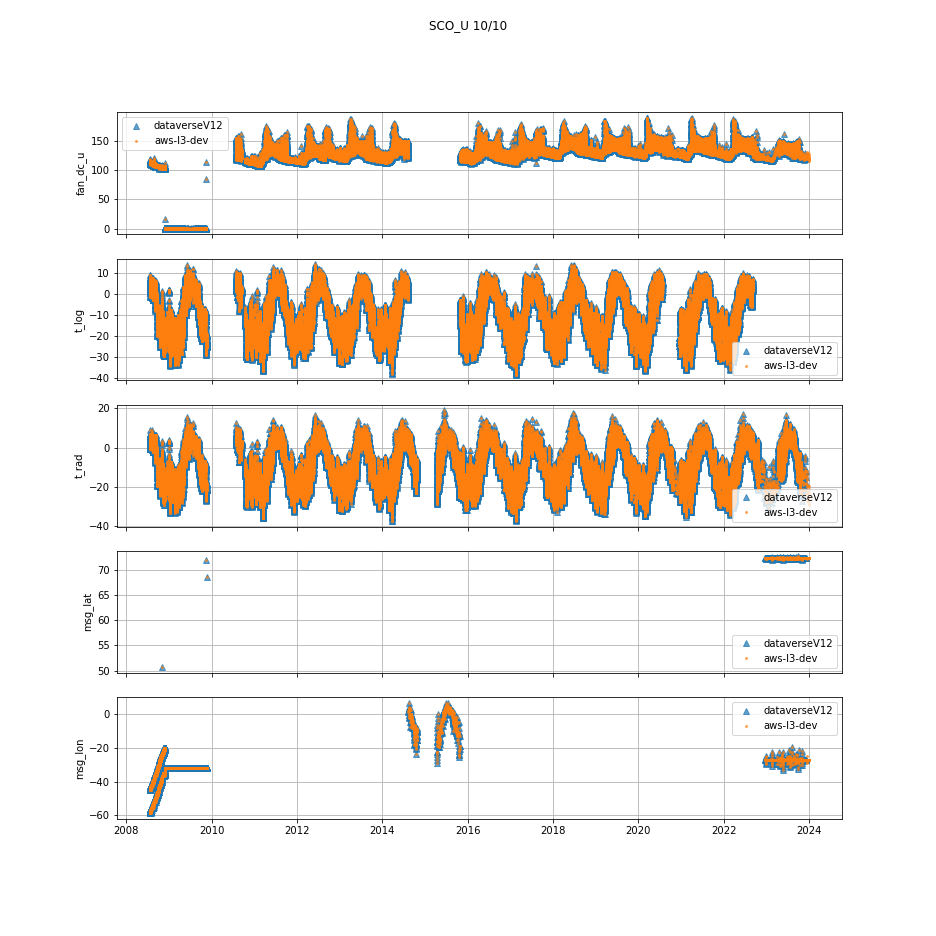 SCO_U 10/10
dataverseV12
aws-l3-dev
150
100
50
0
fan_dc_u
10
0
−10
−20
−30
−40
t_log
dataverseV12
aws-l3-dev
20
0
−20
−40
t_rad
dataverseV12
aws-l3-dev
70
65
60
55
50
msg_lat
dataverseV12
aws-l3-dev
0
−20
−40
−60
msg_lon
dataverseV12
aws-l3-dev
2008 2010 2012 2014 2016 2018 2020 2022 2024